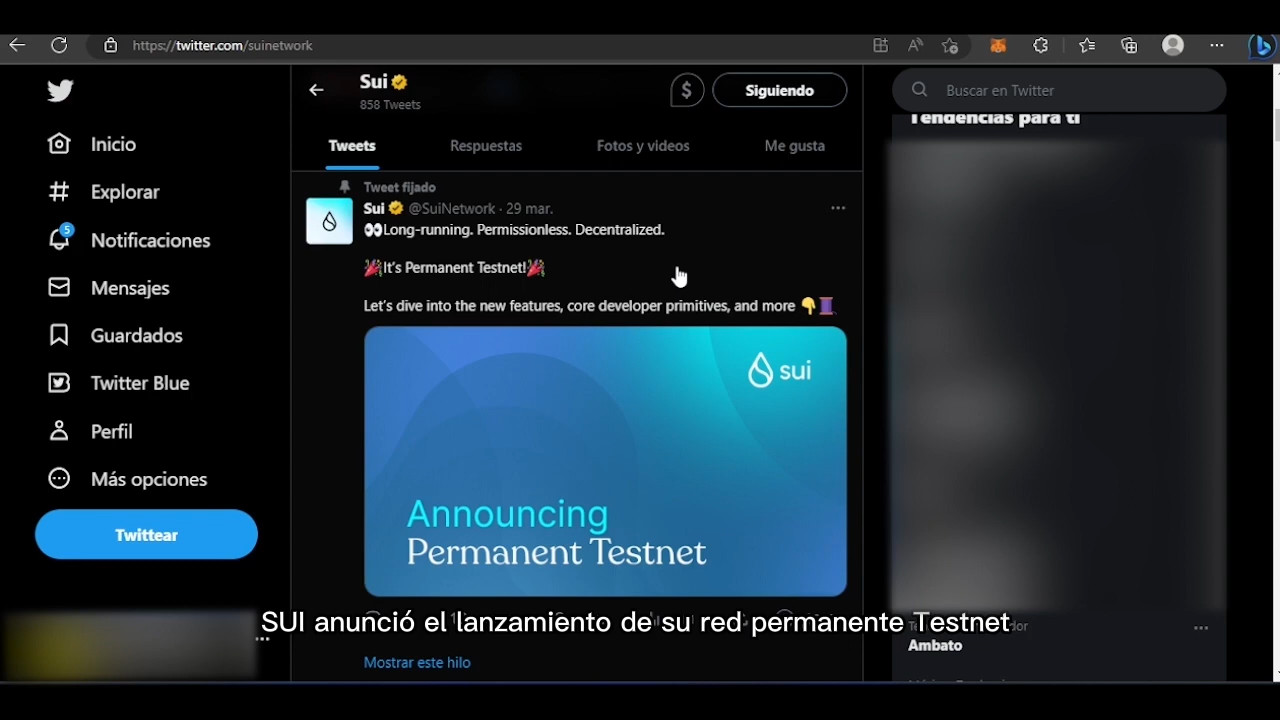 https://twitter.com/suinetwork
Inicio
Explorar
5
Notificaciones
Mensajes
Guardados
Twitter Blue
Perfil
Más opciones
Twittear
Sui
858 Tweets
$
Siguiendo
Tweets
Respuestas
Fotos y videos
Me gusta
Tweet fijado
Sui @SuiNetwork · 29 mar.
👀Long-running. Permissionless. Decentralized.
🎉It's Permanent Testnet!🎉
Let's dive into the new features, core developer primitives, and more 👇🧵
sui
Announcing
Permanent Testnet
SUI anunció el lanzamiento de su red permanente Testnet
Mostrar este hilo
Buscar en Twitter
Tendencias para ti
Ambato